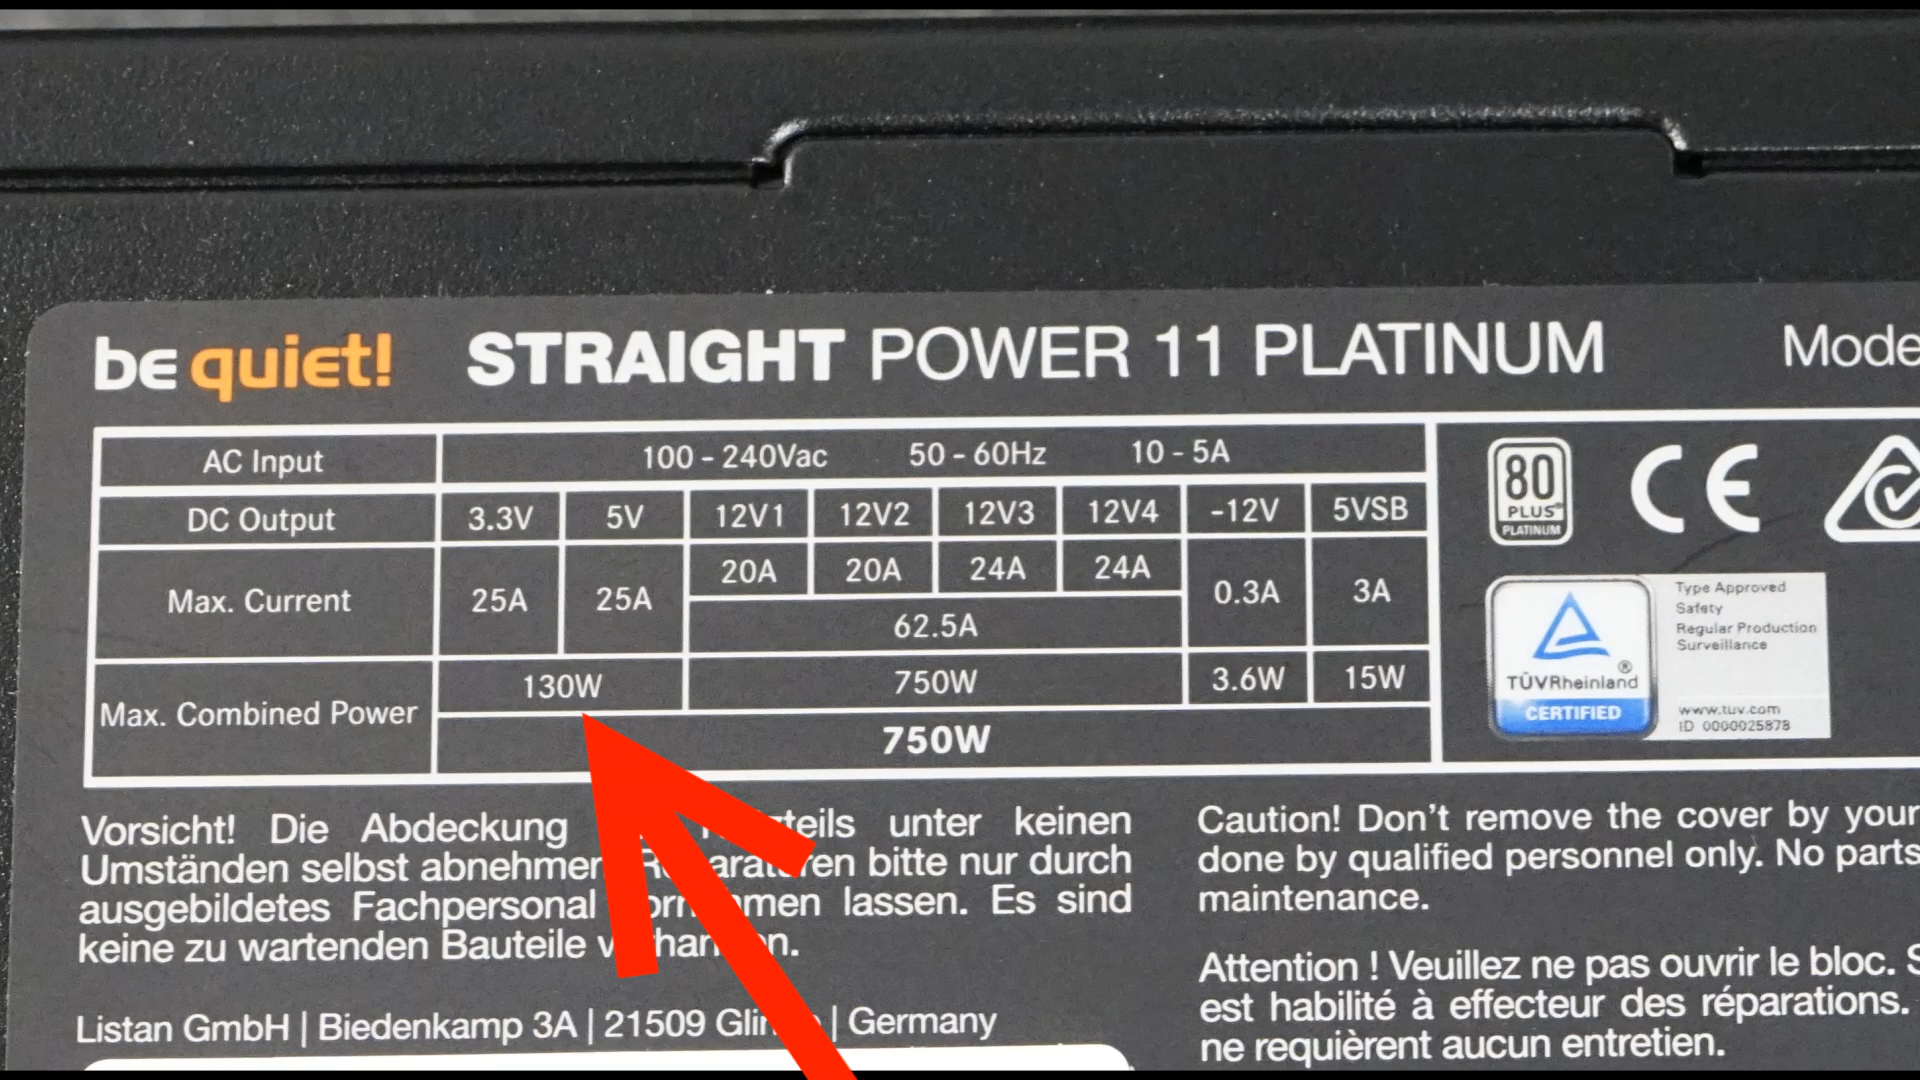 be quiet! STRAIGHT POWER 11 PLATINUM
AC Input 100 - 240Vac 50 - 60Hz 10 - 5A
DC Output 3.3V 5V 12V1 12V2 12V3 12V4 -12V 5VSB
Max. Current 25A 25A 20A 20A 24A 24A 0.3A 3A
62.5A
Max. Combined Power 130W 750W 3.6W 15W
750W
80
PLUS®
PLATINUM
CE
TÜVRheinland®
CERTIFIED
Type Approved
Safety
Regular Production
Surveillance
www.tuv.com
ID 0000025878
Vorsicht! Die Abdeckung unter keinen
Umständen selbst abnehmen. Reparaturen bitte nur durch
ausgebildetes Fachpersonal vornehmen lassen. Es sind
keine zu wartenden Bauteile vorhanden.
Listan GmbH | Biedenkamp 3A | 21509 Glinde | Germany
Caution! Don't remove the cover by your
done by qualified personnel only. No parts
maintenance.
Attention ! Veuillez ne pas ouvrir le bloc.
est habilité à effecteur des réparations.
ne requièrent aucun entretien.